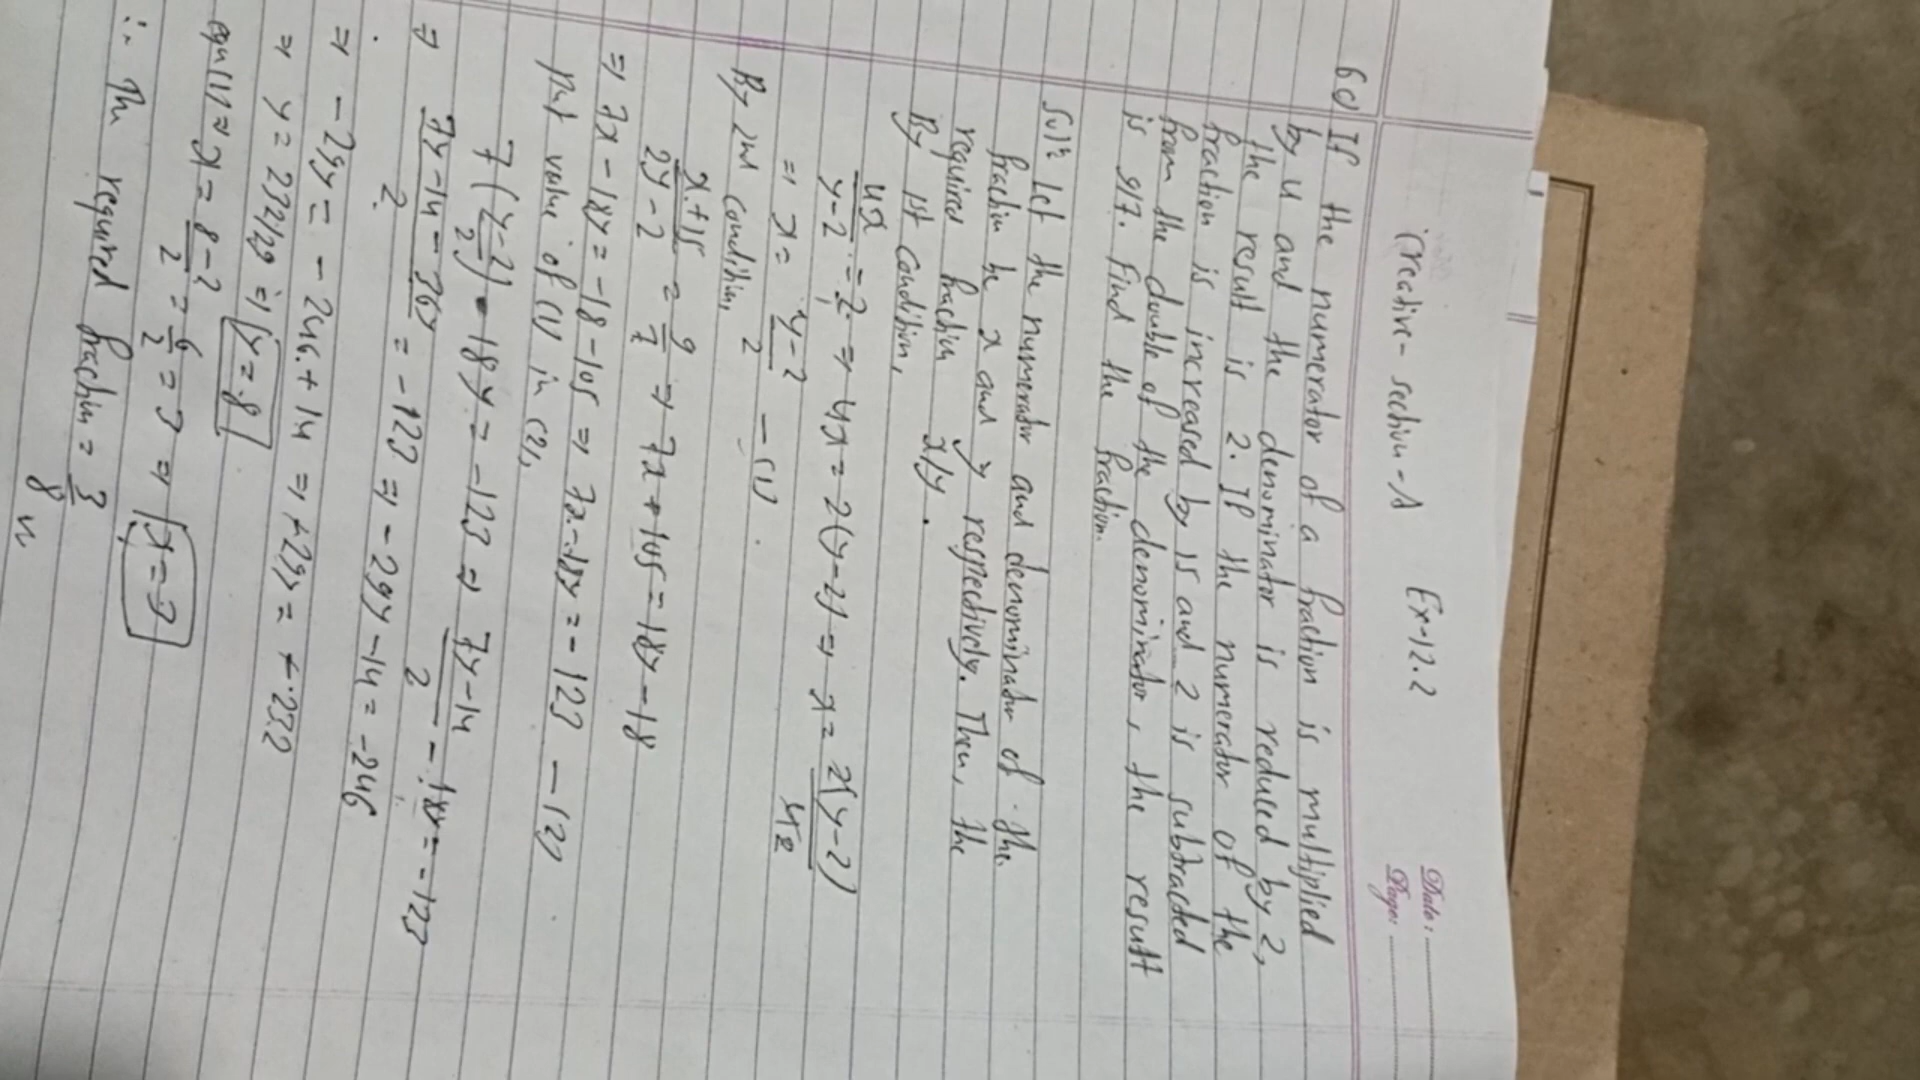 Date:
Page:
Creative-section-A Ex-12.2
6c) If the numerator of a fraction is multiplied
by 4 and the denominator is reduced by 2,
the result is 2. If the numerator of the
fraction is increased by 15 and 2 is subtracted
from the double of the denominator, the result
is 9/7. Find the fraction.
Solⁿ: Let the numerator and denominator of the
fraction be x and y respectively. Then, the
required fraction x/y.
By 1st condition,
4x/y-2 = 2 ⇒ 4x = 2(y-2) ⇒ x = 2(y-2)/42
⇒ x = y-2/2 - (1)
By 2nd condition,
x+15/2y-2 = 9/7 ⇒ 7x+105 = 18y-18
⇒ 7x-18y = -18-105 ⇒ 7x-18y = -123 - (2)
put value of (1) in (2),
7(y-2/2) - 18y = -123 ⇒ 7y-14/2 - 18y = -123
⇒ 7y-14-36y/2 = -123 ⇒ -29y-14 = -246
⇒ -29y = -246+14 ⇒ +29y = +232
⇒ y = 232/29 ⇒ y = 8
eqn(1) ⇒ x = 8-2/2 = 6/2 = 3 ⇒ x = 3
∴ The required fraction = 3/8